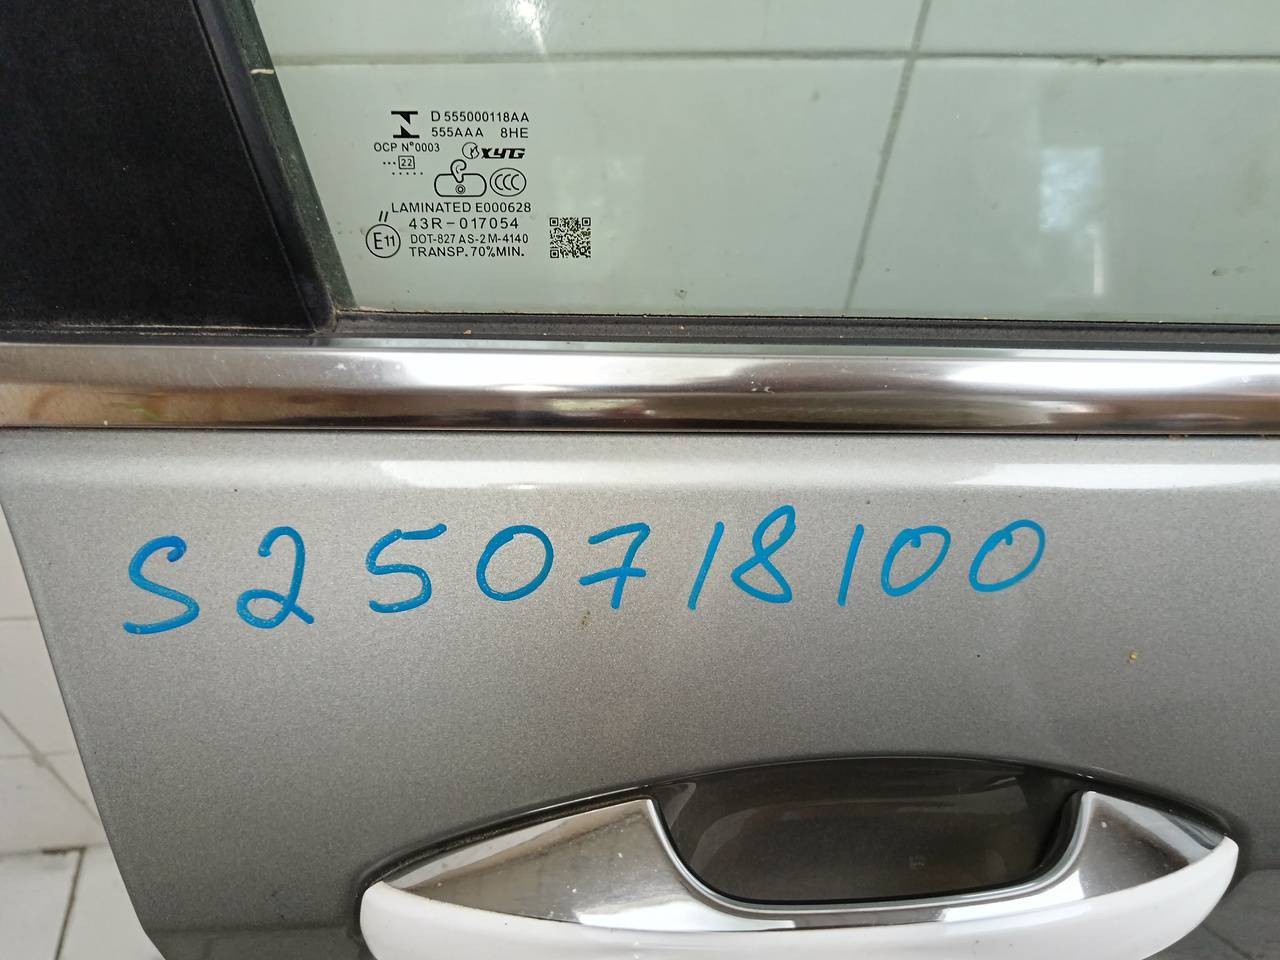 D 555000118AA
555AAA 8HE
OCP N°0003 XYG
...22
.....
CCC
LAMINATED E000628
43R-017054
E11
DOT-827 AS-2 M-4140
TRANSP. 70%MIN.
S250718100